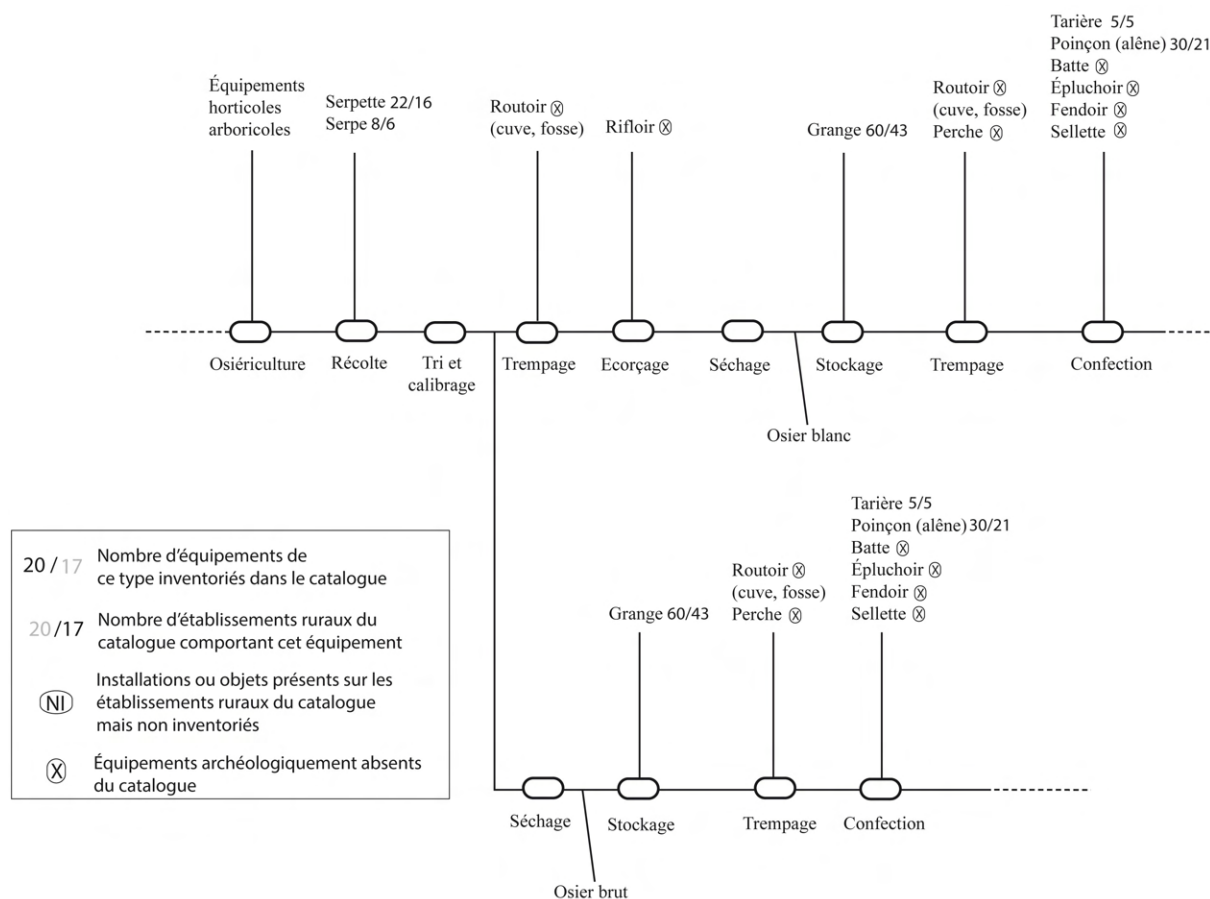 Équipements
horticoles
arboricoles
Serpette 22/16
Serpe 8/6
Routoir Ⓧ
(cuve, fosse)
Rifloir Ⓧ
Grange 60/43
Routoir Ⓧ
(cuve, fosse)
Perche Ⓧ
Tarière 5/5
Poinçon (alêne) 30/21
Batte Ⓧ
Épluchoir Ⓧ
Fendoir Ⓧ
Sellette Ⓧ
Osiériculture
Récolte
Tri et
calibrage
Trempage
Ecorçage
Séchage
Stockage
Trempage
Confection
Osier blanc
Grange 60/43
Routoir Ⓧ
(cuve, fosse)
Perche Ⓧ
Tarière 5/5
Poinçon (alêne) 30/21
Batte Ⓧ
Épluchoir Ⓧ
Fendoir Ⓧ
Sellette Ⓧ
Séchage
Stockage
Trempage
Confection
Osier brut
20 / 17 Nombre d'équipements de
ce type inventoriés dans le catalogue
20 /17 Nombre d'établissements ruraux du
catalogue comportant cet équipement
NI Installations ou objets présents sur les
établissements ruraux du catalogue
mais non inventoriés
Ⓧ Équipements archéologiquement absents
du catalogue